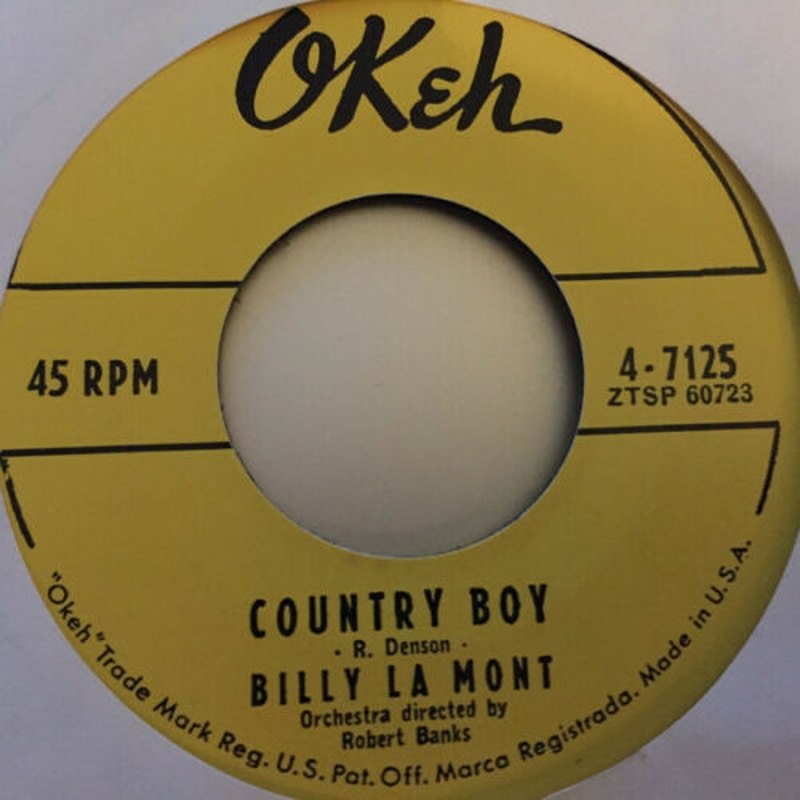 OKeh
45 RPM
4-7125
ZTSP 60723
COUNTRY BOY
- R. Denson -
BILLY LA MONT
Orchestra directed by
Robert Banks
"Okeh" Trade Mark Reg. U.S. Pat. Off. Marca Registrada. Made in U.S.A.